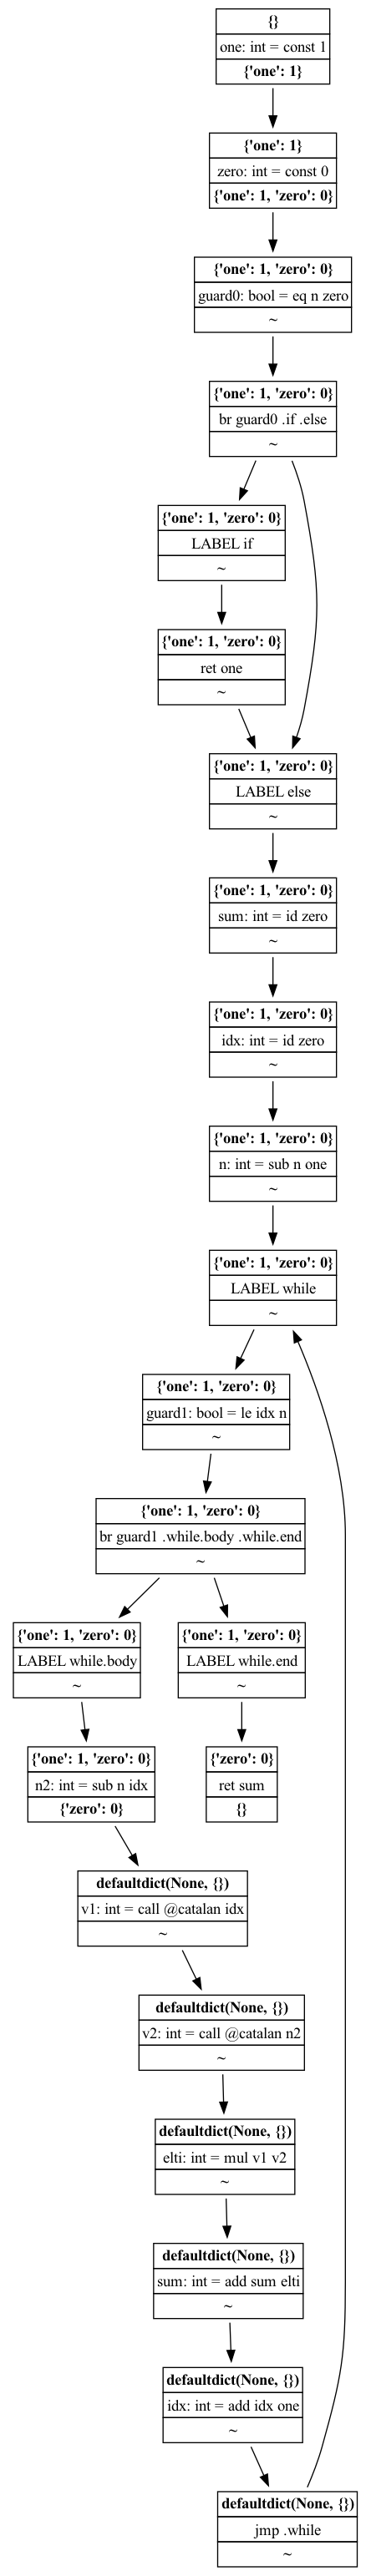 {}
one: int = const 1
{'one': 1}
{'one': 1}
zero: int = const 0
{'one': 1, 'zero': 0}
{'one': 1, 'zero': 0}
guard0: bool = eq n zero
~
{'one': 1, 'zero': 0}
br guard0 .if .else
~
{'one': 1, 'zero': 0}
LABEL if
~
{'one': 1, 'zero': 0}
ret one
~
{'one': 1, 'zero': 0}
LABEL else
~
{'one': 1, 'zero': 0}
sum: int = id zero
~
{'one': 1, 'zero': 0}
idx: int = id zero
~
{'one': 1, 'zero': 0}
n: int = sub n one
~
{'one': 1, 'zero': 0}
LABEL while
~
{'one': 1, 'zero': 0}
guard1: bool = le idx n
~
{'one': 1, 'zero': 0}
br guard1 .while.body .while.end
~
{'one': 1, 'zero': 0}
LABEL while.body
~
{'one': 1, 'zero': 0}
LABEL while.end
~
{'one': 1, 'zero': 0}
n2: int = sub n idx
{'zero': 0}
{'zero': 0}
ret sum
{}
defaultdict(None, {})
v1: int = call @catalan idx
~
defaultdict(None, {})
v2: int = call @catalan n2
~
defaultdict(None, {})
elti: int = mul v1 v2
~
defaultdict(None, {})
sum: int = add sum elti
~
defaultdict(None, {})
idx: int = add idx one
~
defaultdict(None, {})
jmp .while
~